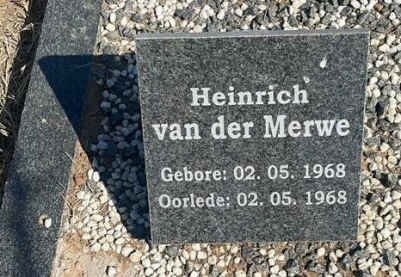 Heinrich
van der Merwe
Gebore: 02. 05. 1968
Oorlede: 02. 05. 1968